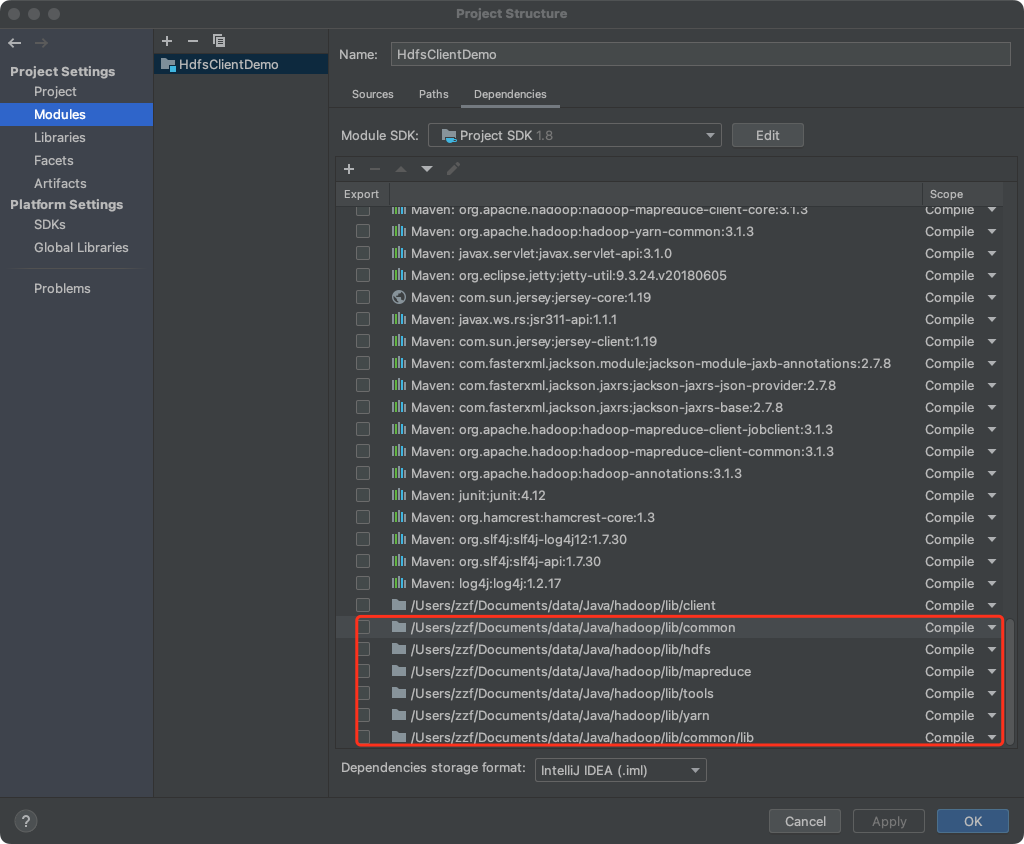 Project Structure
Project Settings
Project
Modules
Libraries
Facets
Artifacts
Platform Settings
SDKs
Global Libraries
Problems
HdfsClientDemo
Name: HdfsClientDemo
Sources Paths Dependencies
Module SDK: Project SDK 1.8 Edit
Export Scope
Maven: org.apache.hadoop:hadoop-mapreduce-client-core:3.1.3 Compile
Maven: org.apache.hadoop:hadoop-yarn-common:3.1.3 Compile
Maven: javax.servlet:javax.servlet-api:3.1.0 Compile
Maven: org.eclipse.jetty:jetty-util:9.3.24.v20180605 Compile
Maven: com.sun.jersey:jersey-core:1.19 Compile
Maven: javax.ws.rs:jsr311-api:1.1.1 Compile
Maven: com.sun.jersey:jersey-client:1.19 Compile
Maven: com.fasterxml.jackson.module:jackson-module-jaxb-annotations:2.7.8 Compile
Maven: com.fasterxml.jackson.jaxrs:jackson-jaxrs-json-provider:2.7.8 Compile
Maven: com.fasterxml.jackson.jaxrs:jackson-jaxrs-base:2.7.8 Compile
Maven: org.apache.hadoop:hadoop-mapreduce-client-jobclient:3.1.3 Compile
Maven: org.apache.hadoop:hadoop-mapreduce-client-common:3.1.3 Compile
Maven: org.apache.hadoop:hadoop-annotations:3.1.3 Compile
Maven: junit:junit:4.12 Compile
Maven: org.hamcrest:hamcrest-core:1.3 Compile
Maven: org.slf4j:slf4j-log4j12:1.7.30 Compile
Maven: org.slf4j:slf4j-api:1.7.30 Compile
Maven: log4j:log4j:1.2.17 Compile
/Users/zzf/Documents/data/Java/hadoop/lib/client Compile
/Users/zzf/Documents/data/Java/hadoop/lib/common Compile
/Users/zzf/Documents/data/Java/hadoop/lib/hdfs Compile
/Users/zzf/Documents/data/Java/hadoop/lib/mapreduce Compile
/Users/zzf/Documents/data/Java/hadoop/lib/tools Compile
/Users/zzf/Documents/data/Java/hadoop/lib/yarn Compile
/Users/zzf/Documents/data/Java/hadoop/lib/common/lib Compile
Dependencies storage format: IntelliJ IDEA (.iml)
? Cancel Apply OK